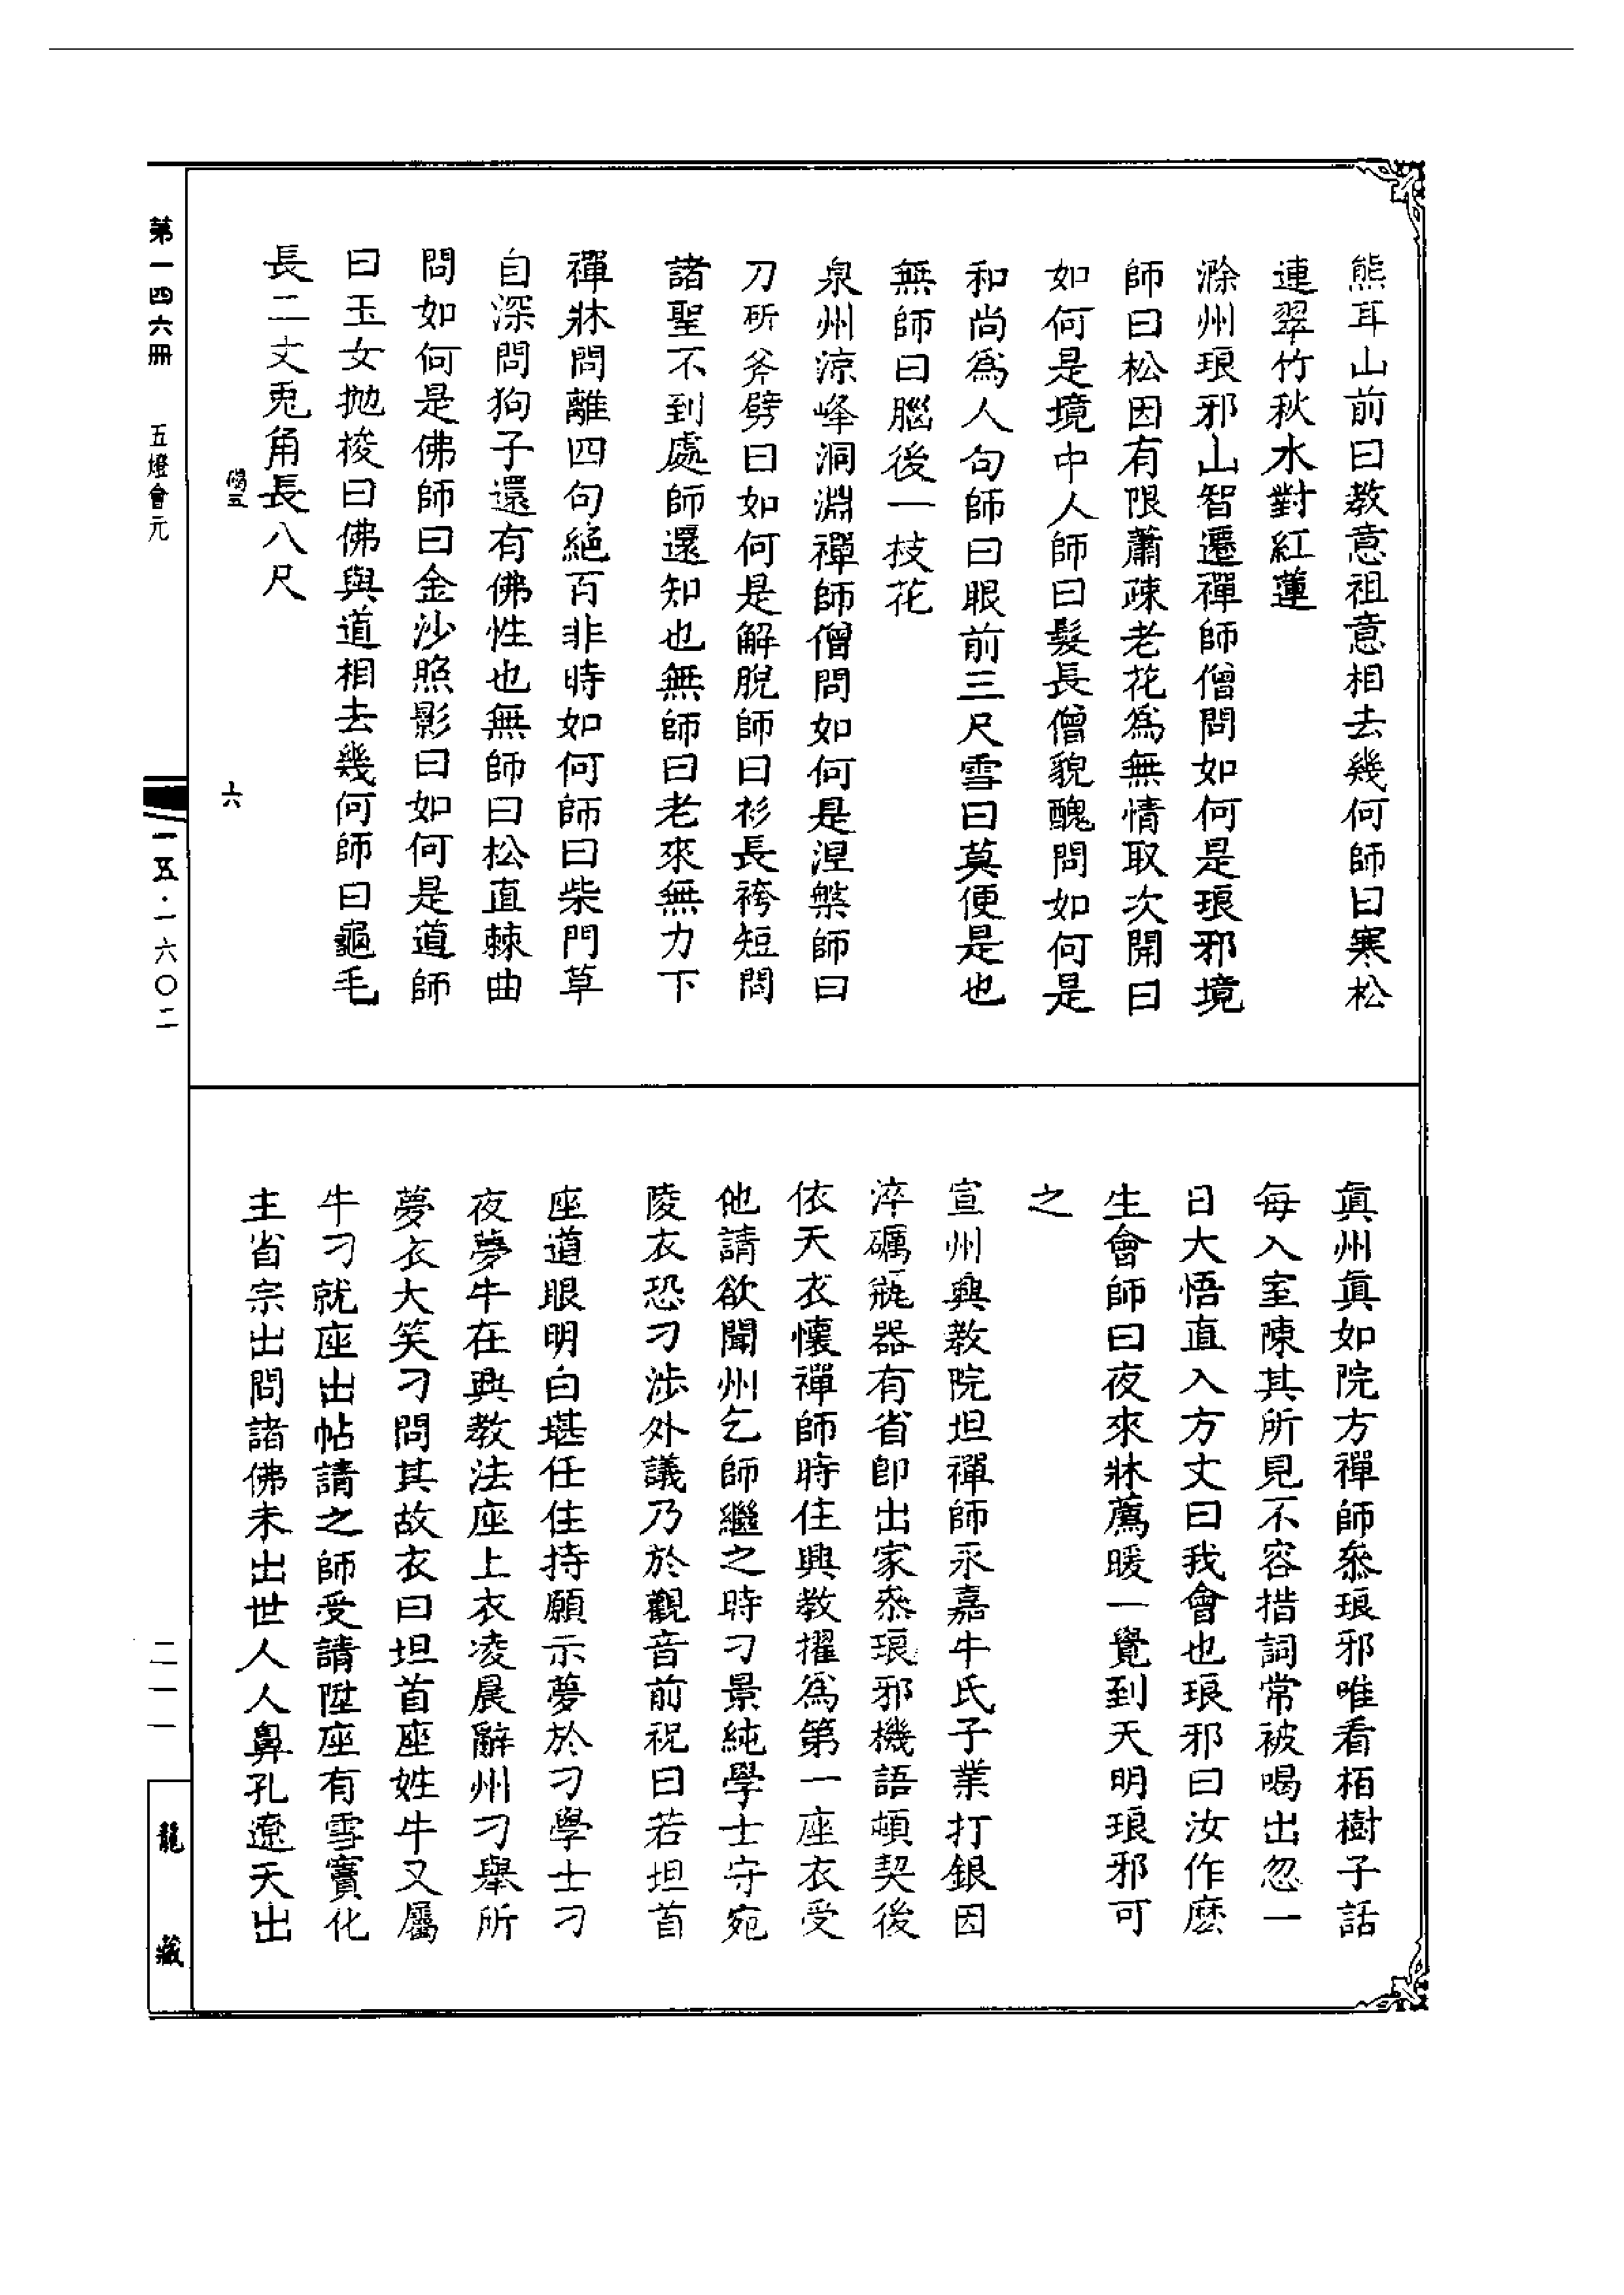 熊耳山前曰教意祖意相去幾何師曰寒松
連翠竹秋水對紅蓮
滁州琅邪山智遷禪師僧問如何是琅邪境
師曰松因有限蕭疎老花爲無情取次開曰
如何是境中人師曰髮長僧貌醜問如何是
和尚爲人句師曰眼前三尺雪曰莫便是也
無師曰腦後一技花
泉州涼峰洞淵禪師僧問如何是涅槃師曰
刀斫斧劈曰如何是解脫師曰衫長袴短問
諸聖不到處師還知也無師曰老來無力下
禪牀問離四句絕百非時如何師曰柴門草
自深問狗子還有佛性也無師曰松直棘曲
問如何是佛師曰金沙照影曰如何是道師
曰玉女拋梭曰佛與道相去幾何師曰龜毛
長二丈兎角長八尺
六
眞州眞如院方禪師叅琅邪唯看栢樹子話
每入室陳其所見不容措詞常被喝出忽一
日大悟直入方丈曰我會也琅邪曰汝作麽
生會師曰夜來牀薦暖一覺到天明琅邪可
之
宣州興教院坦禪師永嘉牛氏子業打銀因
淬礪瓶器有省卽出家叅琅邪機語頓契後
依天衣懷禪師時住興教擢爲第一座衣受
他請欲聞州乞師繼之時刁景純學士守宛
陵衣恐刁涉外議乃於觀音前祝曰若坦首
座道眼明白堪任住持願示夢於刁學士刁
夜夢牛在興教法座上衣凌晨辭州刁舉所
夢衣大笑刁問其故衣曰坦首座姓牛又屬
牛刁就座出帖請之師受請陞座有雪竇化
主省宗出問諸佛未出世人人鼻孔遼天出
第一四六冊
五燈會元
一五·一六〇二
二一一
龍藏